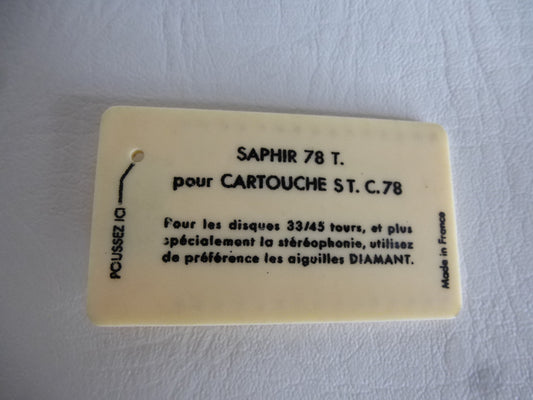 SAPHIR 78 T.
pour CARTOUCHE ST. C.78
Pour les disques 33/45 tours, et plus
spécialement la stéréophonie, utilisez
de préférence les aiguilles DIAMANT.
POUSSEZ ICI
Made in France